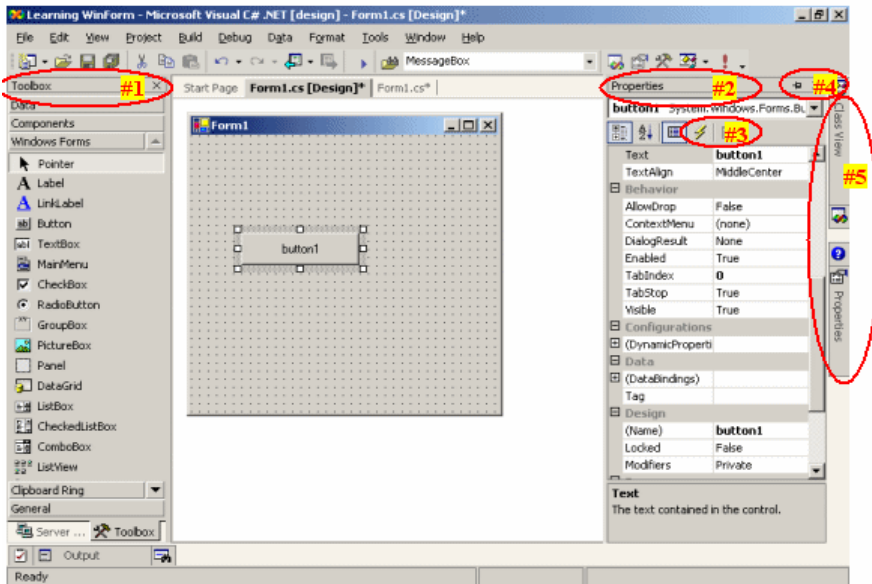 Learning WinForm - Microsoft Visual C# .NET [design] - Form1.cs [Design]*
File Edit View Project Build Debug Data Format Tools Window Help
MessageBox
Toolbox #1
Data
Components
Windows Forms
Pointer
Label
LinkLabel
Button
TextBox
MainMenu
CheckBox
RadioButton
GroupBox
PictureBox
Panel
DataGrid
ListBox
CheckedListBox
ComboBox
ListView
Clipboard Ring
General
Server ... Toolbox
Start Page Form1.cs [Design]* Form1.cs*
Form1
button1
Properties #2 #4
button1 System.Windows.Forms.Bu
#3
Text button1
TextAlign MiddleCenter
Behavior
AllowDrop False
ContextMenu (none)
DialogResult None
Enabled True
TabIndex 0
TabStop True
Visible True
Configurations
(DynamicProperti
Data
(DataBindings)
Tag
Design
(Name) button1
Locked False
Modifiers Private
Text
The text contained in the control.
Class View
#5
Properties
Output
Ready